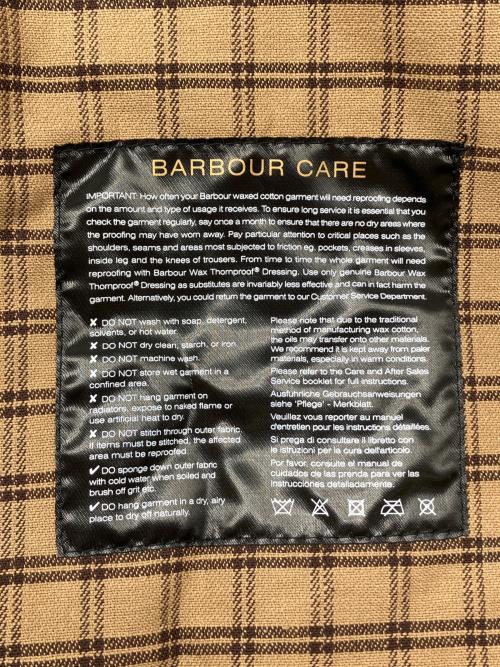 BARBOUR CARE
IMPORTANT: How often your Barbour waxed cotton garment will need reproofing depends
on the amount and type of usage it receives. To ensure long service it is essential that you
check the garment regularly, say once a month to ensure that there are no dry areas where
the proofing may have worn away. Pay particular attention to critical places such as the
shoulders, seams and areas most subjected to friction eg. pockets, creases in sleeves,
inside leg and the knees of trousers. From time to time the whole garment will need
reproofing with Barbour Wax Thornproof® Dressing. Use only genuine Barbour Wax
Thornproof® Dressing as substitutes are invariably less effective and can in fact harm the
garment. Alternatively, you could return the garment to our Customer Service Department.
✘ DO NOT wash with soap, detergent,
solvents, or hot water.
✘ DO NOT dry clean, starch, or iron.
✘ DO NOT machine wash.
✘ DO NOT store wet garment in a
confined area.
✘ DO NOT hang garment on
radiators, expose to naked flame or
use artificial heat to dry.
✘ DO NOT stitch through outer fabric.
If items must be stitched, the affected
area must be reproofed.
✔ DO sponge down outer fabric
with cold water when soiled and
brush off grit etc.
✔ DO hang garment in a dry, airy
place to dry off naturally.
Please note that due to the traditional
method of manufacturing wax cotton,
the oils may transfer onto other materials.
We recommend it is kept away from paler
materials, especially in warm conditions.
Please refer to the Care and After Sales
Service booklet for full instructions.
Ausführliche Gebrauchsanweisungen
siehe 'Pflege' - Merkblatt.
Veuillez vous reporter au manuel
d'entretien pour les instructions détaillées.
Si prega di consultare il libretto con
le istruzioni per la cura dell'articolo.
Por favor, consulte el manual de
cuidados de las prenda para ver las
instrucciones detalladamente.